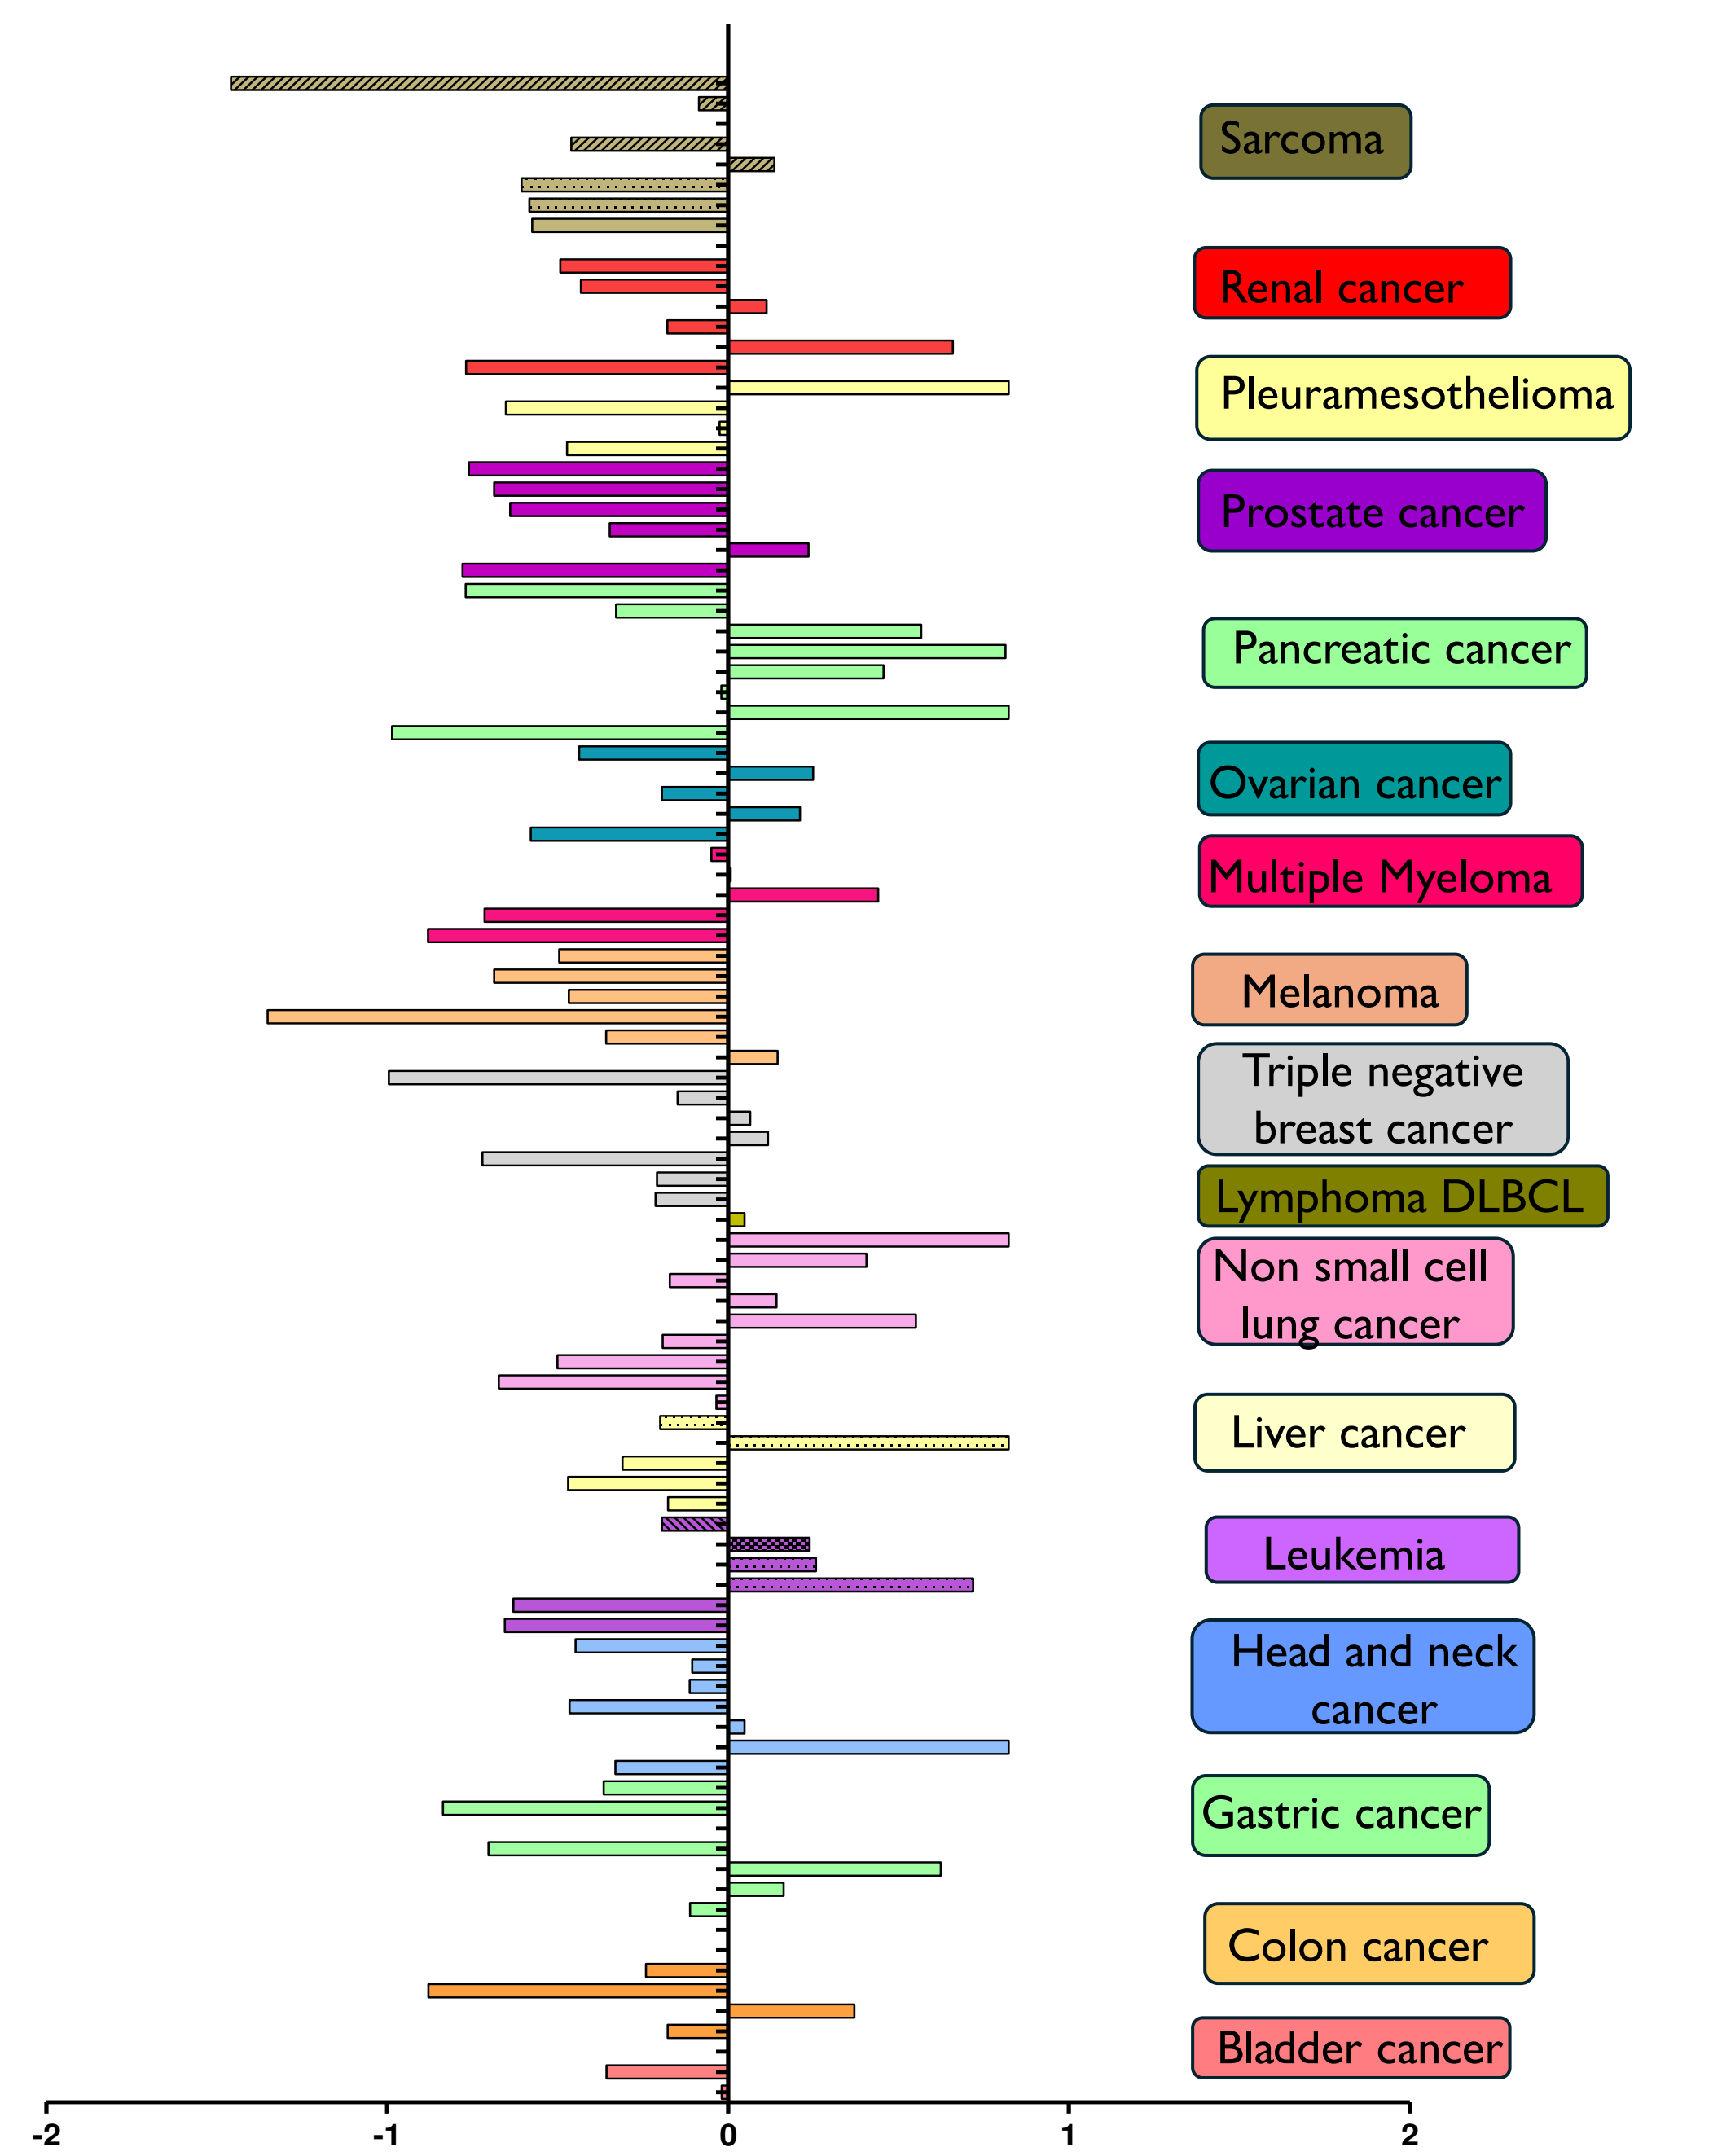 Sarcoma
Renal cancer
Pleuramesothelioma
Prostate cancer
Pancreatic cancer
Ovarian cancer
Multiple Myeloma
Melanoma
Triple negative
breast cancer
Lymphoma DLBCL
Non small cell
lung cancer
Liver cancer
Leukemia
Head and neck
cancer
Gastric cancer
Colon cancer
Bladder cancer
-2 -1 0 1 2